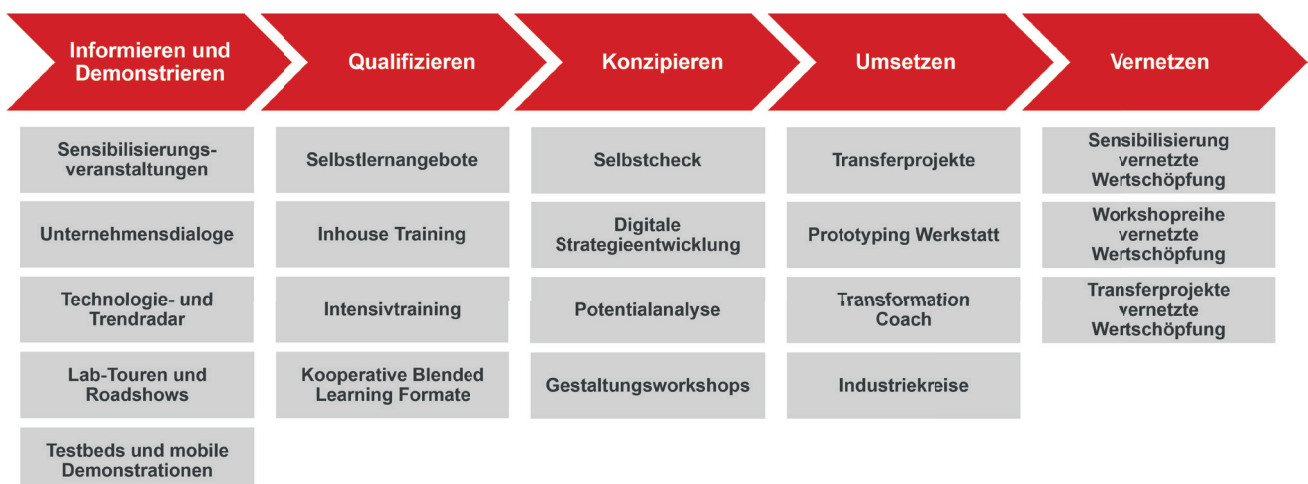 Informieren und
Demonstrieren
Qualifizieren
Konzipieren
Umsetzen
Vernetzen
Sensibilisierungs-
veranstaltungen
Unternehmensdialoge
Technologie- und
Trendradar
Lab-Touren und
Roadshows
Testbeds und mobile
Demonstrationen
Selbstlernangebote
Inhouse Training
Intensivtraining
Kooperative Blended
Learning Formate
Selbstcheck
Digitale
Strategieentwicklung
Potentialanalyse
Gestaltungsworkshops
Transferprojekte
Prototyping Werkstatt
Transformation
Coach
Industriekreise
Sensibilisierung
vernetzte
Wertschöpfung
Workshopreihe
vernetzte
Wertschöpfung
Transferprojekte
vernetzte
Wertschöpfung